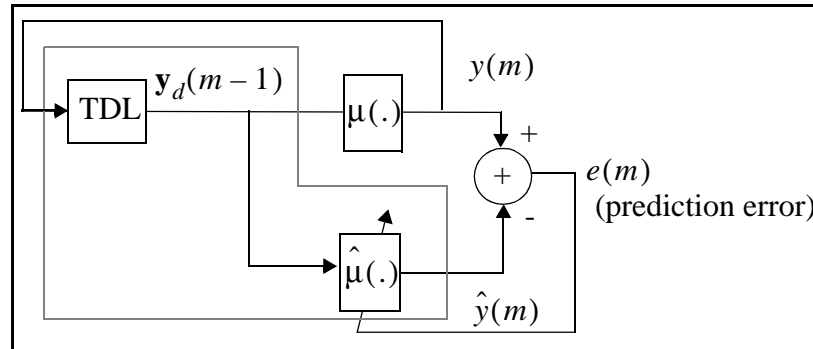 y_d(m – 1)
y(m)
TDL
μ(.)
+
+
e(m)
(prediction error)
-
μ̂(.)
ŷ(m)